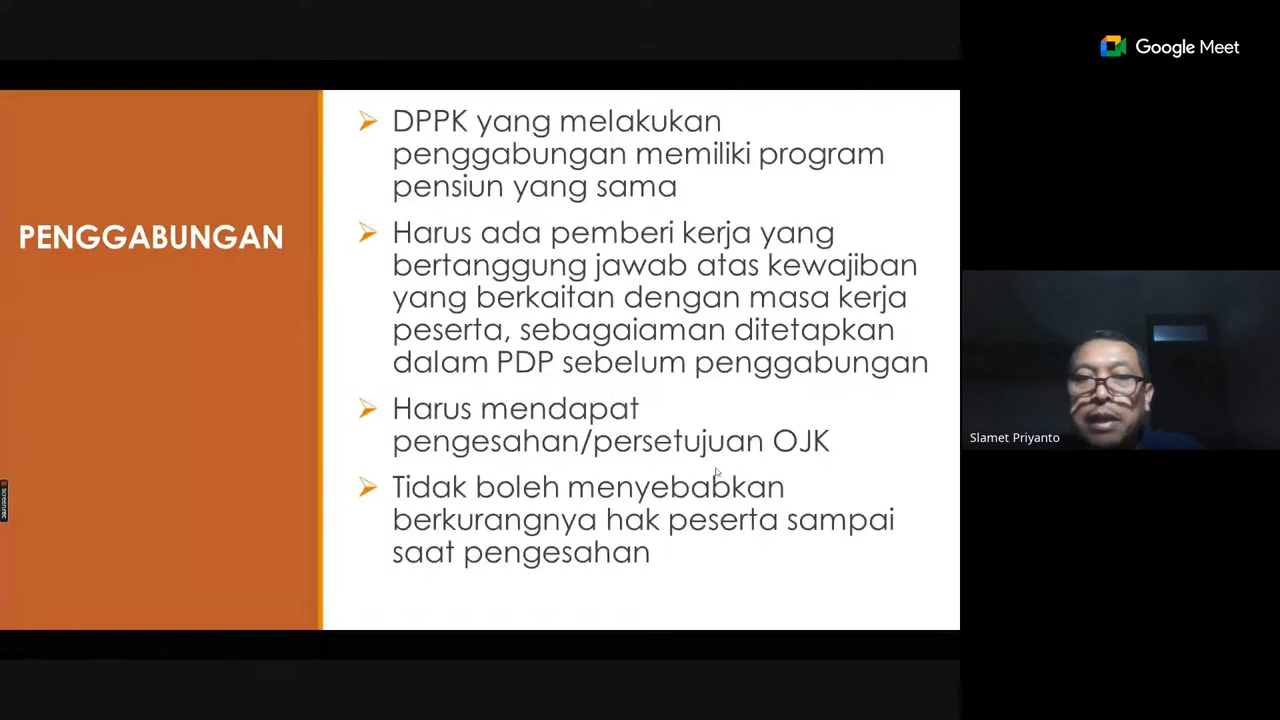 Google Meet
PENGGABUNGAN
DPPK yang melakukan
penggabungan memiliki program
pensiun yang sama
Harus ada pemberi kerja yang
bertanggung jawab atas kewajiban
yang berkaitan dengan masa kerja
peserta, sebagaiaman ditetapkan
dalam PDP sebelum penggabungan
Harus mendapat
pengesahan/persetujuan OJK
Tidak boleh menyebabkan
berkurangnya hak peserta sampai
saat pengesahan
Slamet Priyanto
screenrec